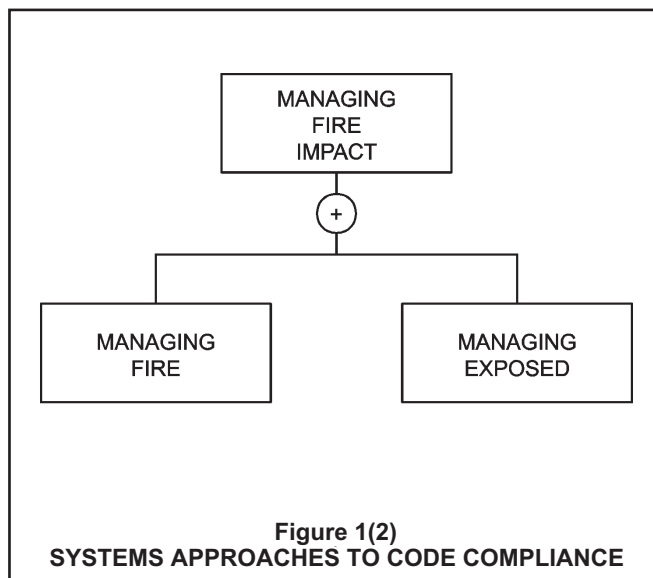 MANAGING
FIRE
IMPACT
+
MANAGING
FIRE
MANAGING
EXPOSED
Figure 1(2)
SYSTEMS APPROACHES TO CODE COMPLIANCE